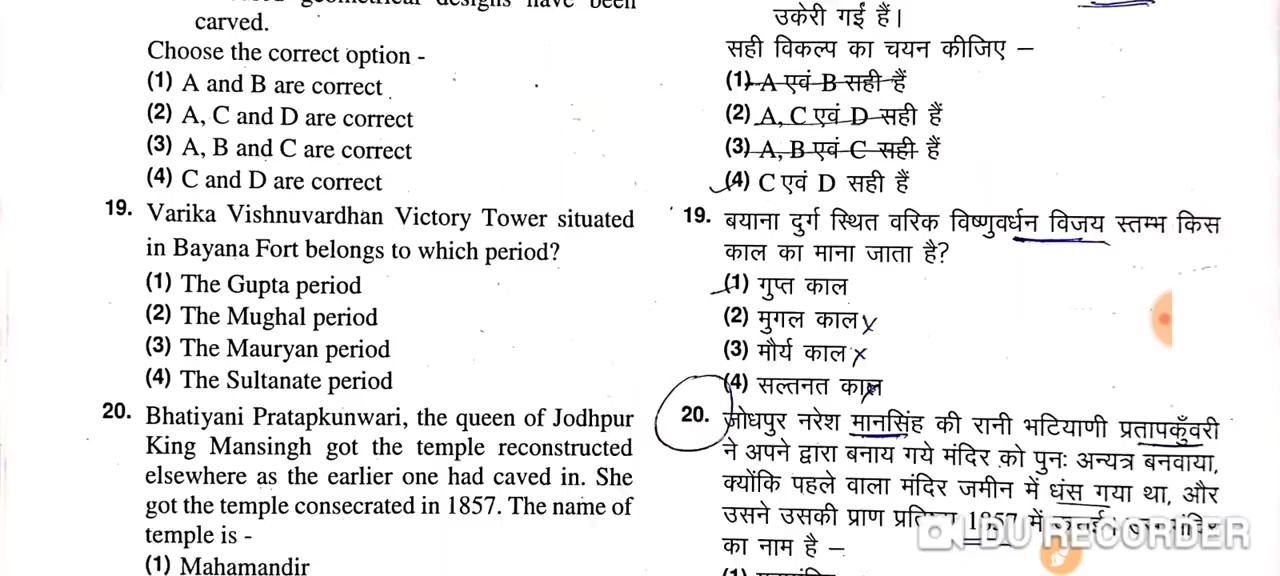 carved.
Choose the correct option -
(1) A and B are correct
(2) A, C and D are correct
(3) A, B and C are correct
(4) C and D are correct
19. Varika Vishnuvardhan Victory Tower situated
in Bayana Fort belongs to which period?
(1) The Gupta period
(2) The Mughal period
(3) The Mauryan period
(4) The Sultanate period
20. Bhatiyani Pratapkunwari, the queen of Jodhpur
King Mansingh got the temple reconstructed
elsewhere as the earlier one had caved in. She
got the temple consecrated in 1857. The name of
temple is -
(1) Mahamandir
उकेरी गईं हैं।
सही विकल्प का चयन कीजिए –
(1) A एवं B सही हैं
(2) A, C एवं D सही हैं
(3) A, B एवं C सही हैं
(4) C एवं D सही हैं
19. बयाना दुर्ग स्थित वरिक विष्णुवर्धन विजय स्तम्भ किस
काल का माना जाता है?
(1) गुप्त काल
(2) मुगल काल
(3) मौर्य काल
(4) सल्तनत काल
20. जोधपुर नरेश मानसिंह की रानी भटियाणी प्रतापकुँवरी
ने अपने द्वारा बनाय गये मंदिर को पुनः अन्यत्र बनवाया,
क्योंकि पहले वाला मंदिर जमीन में धंस गया था, और
उसने उसकी प्राण 1857 में
का नाम है –
(1)
DU RECORDER